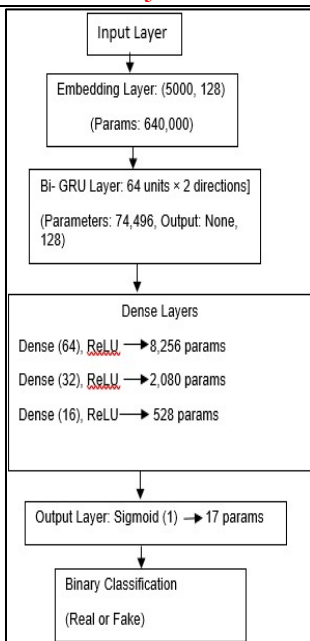 Input Layer
Embedding Layer: (5000, 128)
(Params: 640,000)
Bi- GRU Layer: 64 units × 2 directions]
(Parameters: 74,496, Output: None,
128)
Dense Layers
Dense (64), ReLU → 8,256 params
Dense (32), ReLU → 2,080 params
Dense (16), ReLU → 528 params
Output Layer: Sigmoid (1) → 17 params
Binary Classification
(Real or Fake)